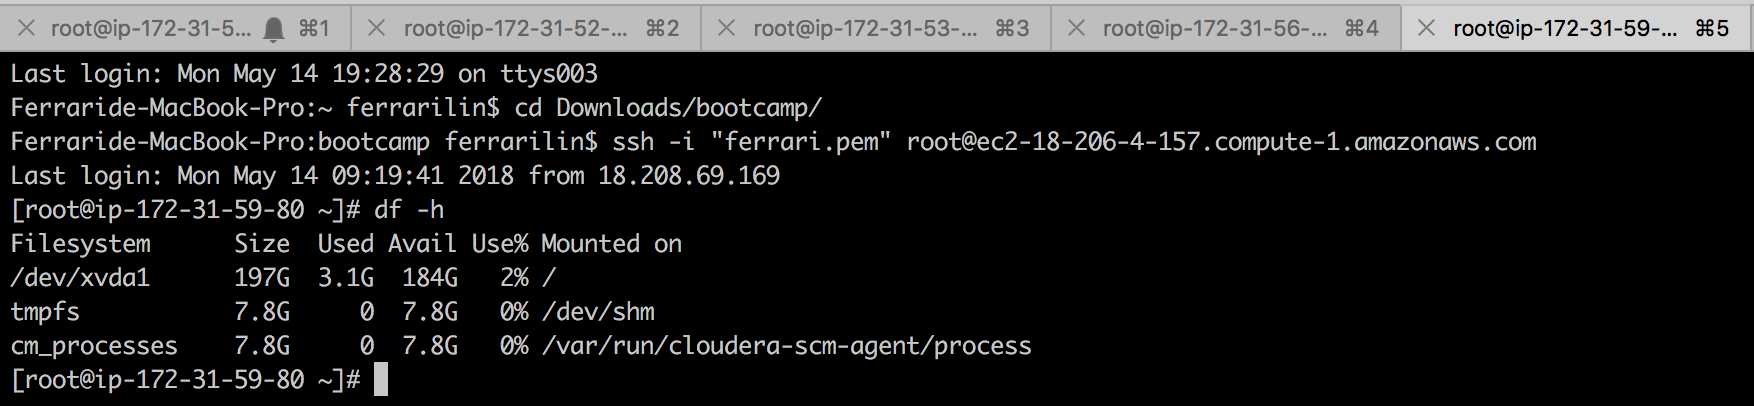 root@ip-172-31-5... ⌘1 root@ip-172-31-52-... ⌘2 root@ip-172-31-53-... ⌘3 root@ip-172-31-56-... ⌘4 root@ip-172-31-59-... ⌘5
Last login: Mon May 14 19:28:29 on ttys003
Ferraride-MacBook-Pro:~ ferrarilin$ cd Downloads/bootcamp/
Ferraride-MacBook-Pro:bootcamp ferrarilin$ ssh -i "ferrari.pem" root@ec2-18-206-4-157.compute-1.amazonaws.com
Last login: Mon May 14 09:19:41 2018 from 18.208.69.169
[root@ip-172-31-59-80 ~]# df -h
Filesystem      Size  Used Avail Use% Mounted on
/dev/xvda1      197G  3.1G  184G   2% /
tmpfs           7.8G     0  7.8G   0% /dev/shm
cm_processes    7.8G     0  7.8G   0% /var/run/cloudera-scm-agent/process
[root@ip-172-31-59-80 ~]#